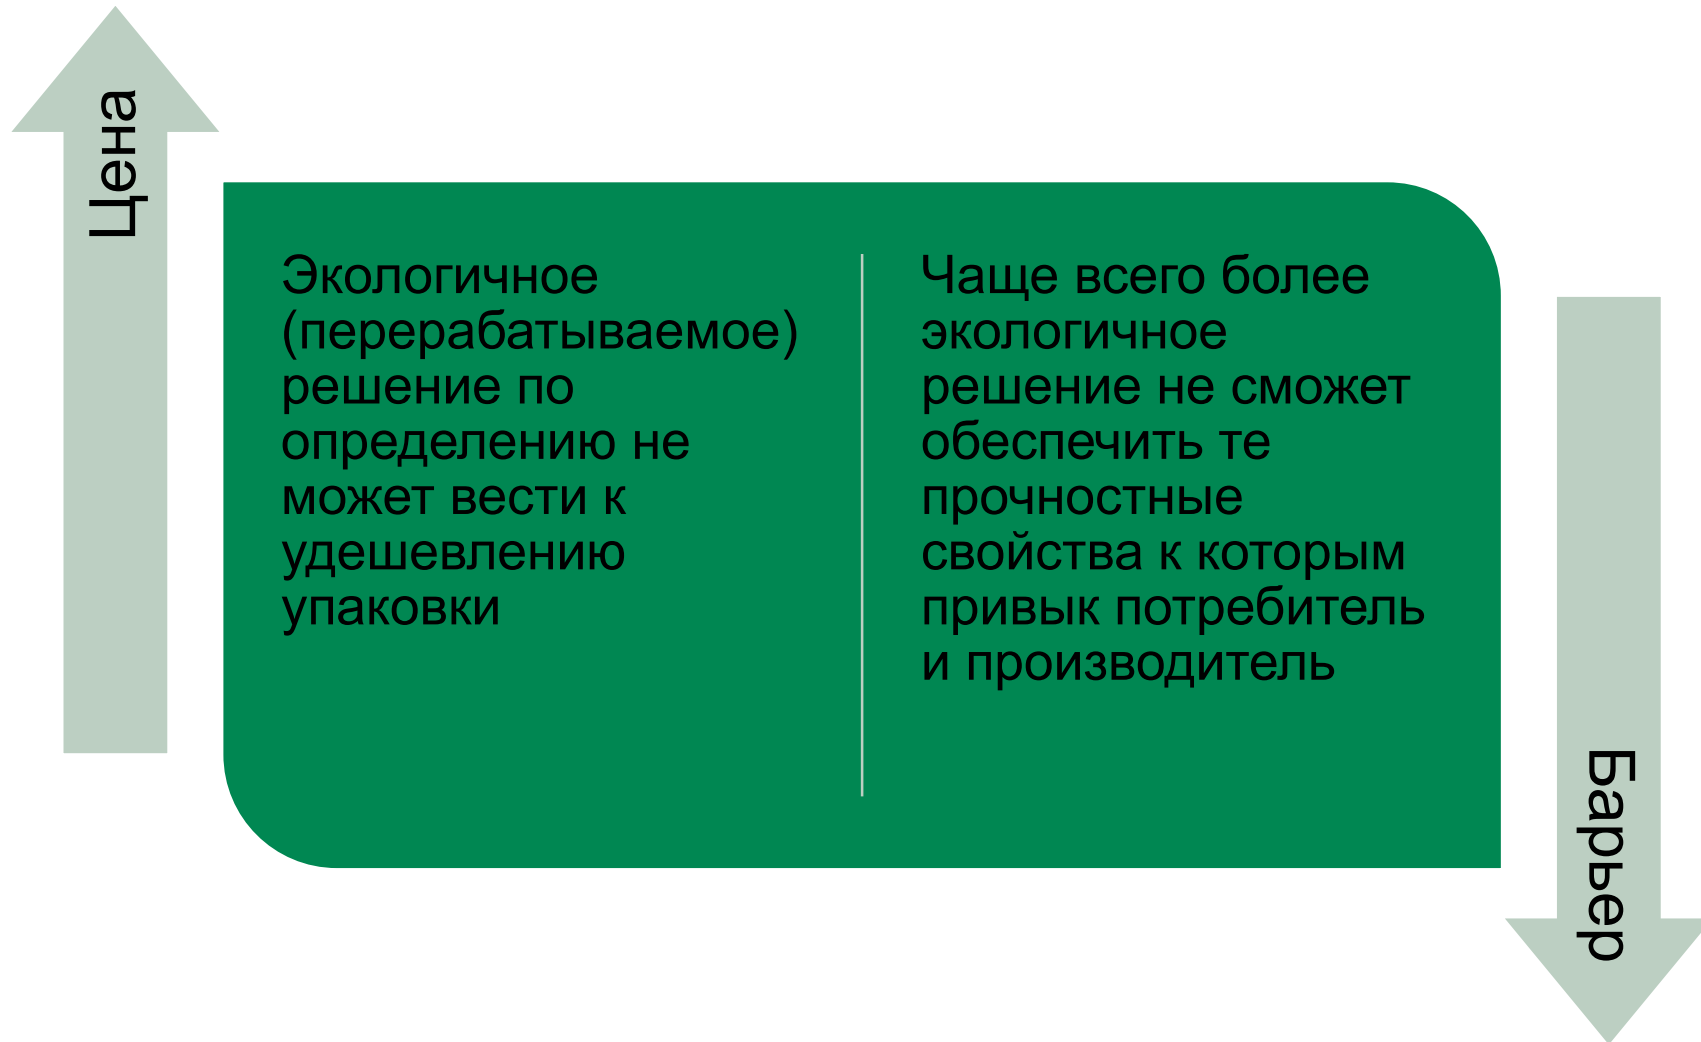 Цена
Экологичное
(перерабатываемое)
решение по
определению не
может вести к
удешевлению
упаковки
Чаще всего более
экологичное
решение не сможет
обеспечить те
прочностные
свойства к которым
привык потребитель
и производитель
Барьер